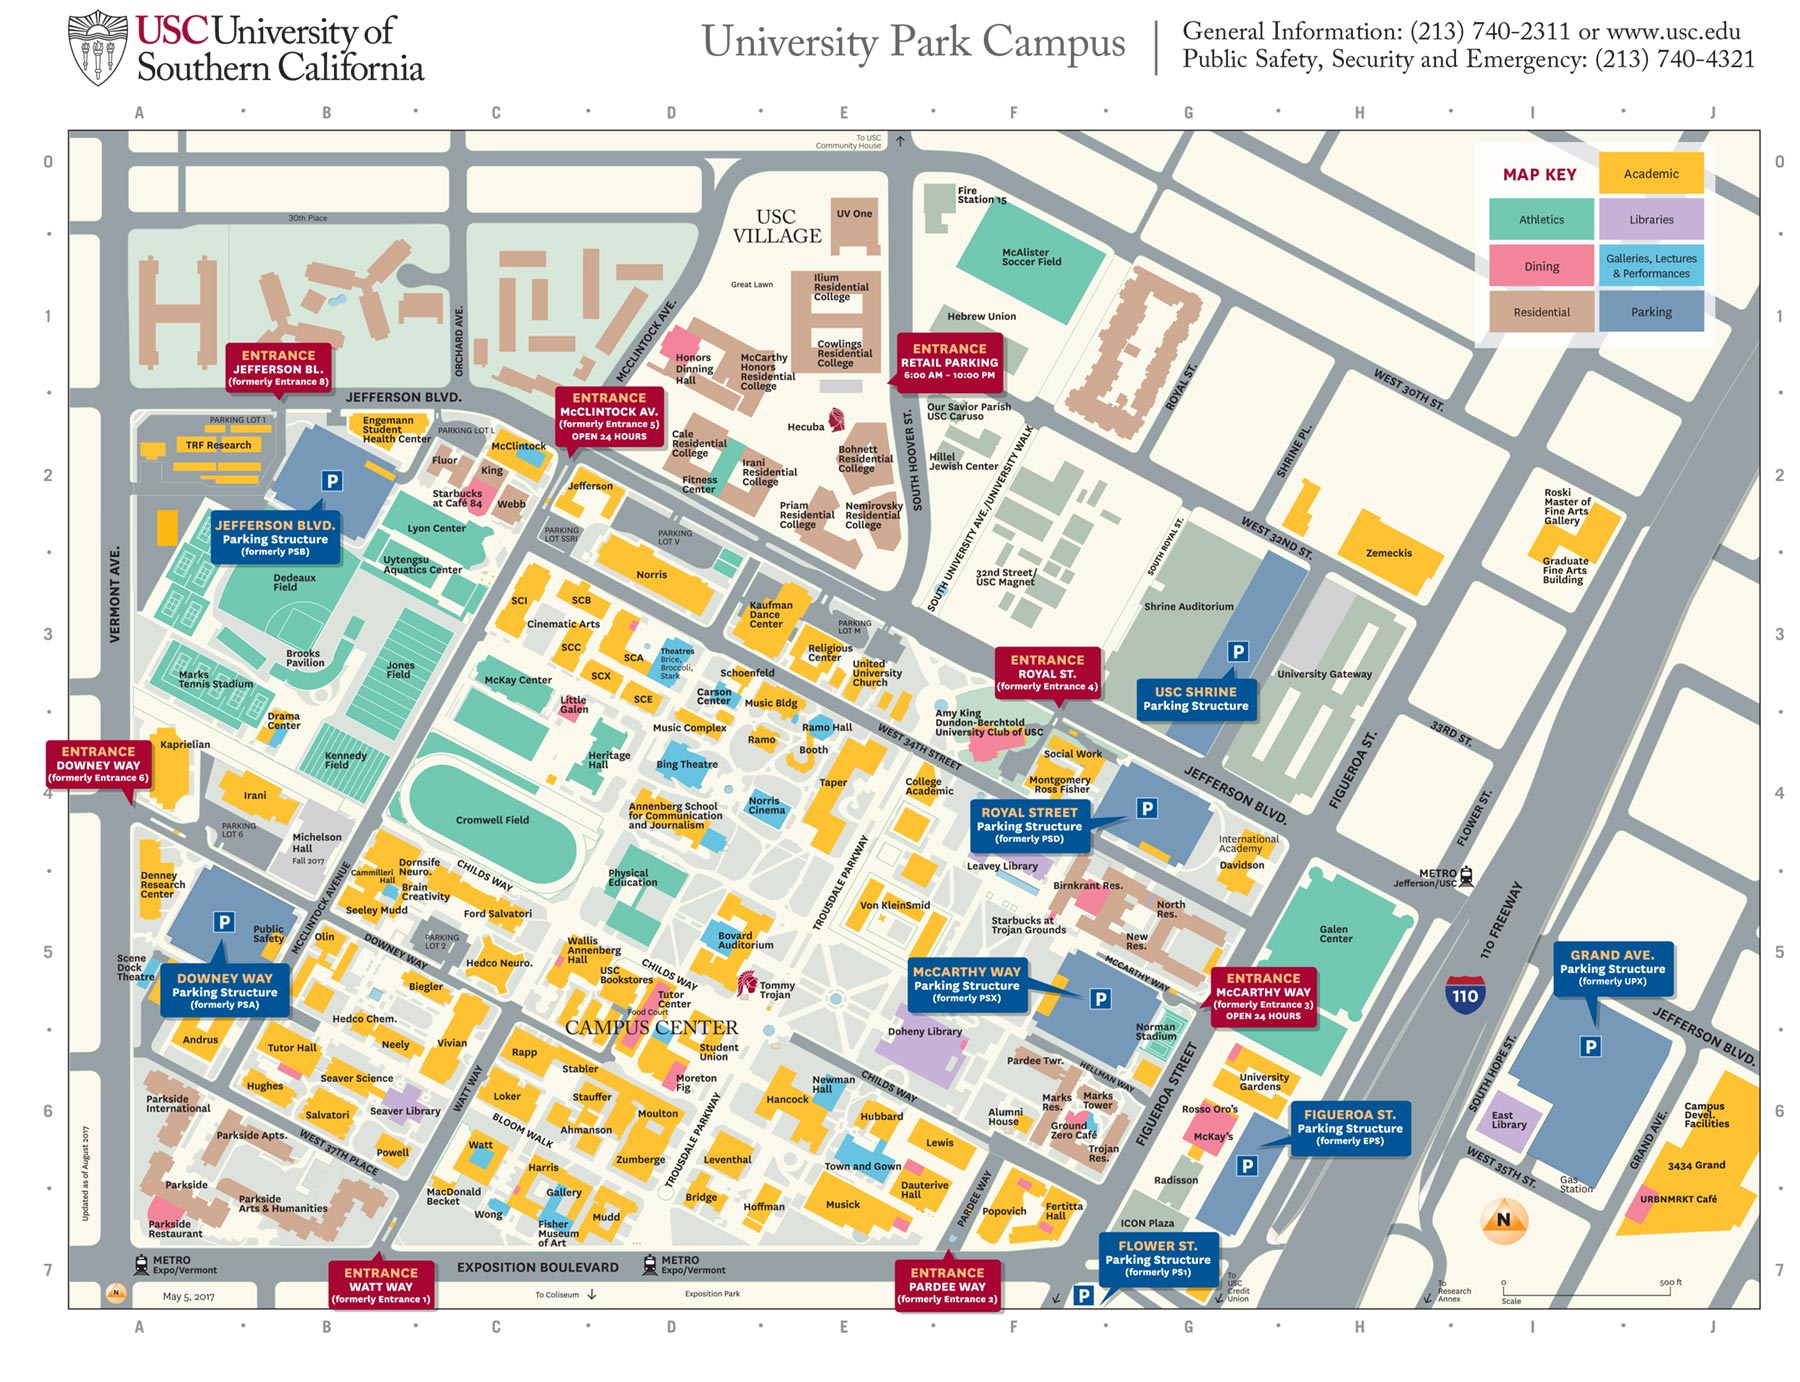 USC University of
Southern California
University Park Campus
General Information: (213) 740-2311 or www.usc.edu
Public Safety, Security and Emergency: (213) 740-4321
A B C D E F G H I J
0
1
2
3
4
5
6
7
To USC
Community House
30th Place
USC
VILLAGE
UV One
Fire
Station 15
McAlister
Soccer Field
MAP KEY
Academic
Athletics
Libraries
Dining
Galleries, Lectures
& Performances
Residential
Parking
Great Lawn
Ilium
Residential
College
Hebrew Union
Cowlings
Residential
College
ORCHARD AVE.
MCCLINTOCK AVE.
ENTRANCE
JEFFERSON BL.
(formerly Entrance 8)
JEFFERSON BLVD.
Honors
Dinning
Hall
McCarthy
Honors
Residential
College
ENTRANCE
RETAIL PARKING
6:00 AM – 10:00 PM
ROYAL ST.
WEST 30TH ST.
ENTRANCE
McCLINTOCK AV.
(formerly Entrance 5)
OPEN 24 HOURS
PARKING LOT 1
TRF Research
Engemann
Student
Health Center
PARKING LOT L
McClintock
Fluor
King
Starbucks
at Café 84
Webb
Jefferson
Cale
Residential
College
Fitness
Center
Irani
Residential
College
Hecuba
Bohnett
Residential
College
Priam
Residential
College
Nemirovsky
Residential
College
Our Savior Parish
USC Caruso
Hillel
Jewish Center
SOUTH HOOVER ST.
SOUTH UNIVERSITY AVE./UNIVERSITY WALK
SHRINE PL.
P
JEFFERSON BLVD.
Parking Structure
(formerly PSB)
Lyon Center
Uytengsu
Aquatics Center
Dedeaux
Field
PARKING
LOT SSRI
PARKING
LOT V
Norris
32nd Street/
USC Magnet
SOUTH ROYAL ST.
WEST 32ND ST.
Zemeckis
Roski
Master of
Fine Arts
Gallery
Graduate
Fine Arts
Building
VERMONT AVE.
Brooks
Pavilion
Jones
Field
Marks
Tennis Stadium
Drama
Center
Kennedy
Field
SCI
SCB
Cinematic Arts
SCC
SCA
SCX
SCE
Theatres
Brice,
Broccoli,
Stark
Kaufman
Dance
Center
PARKING
LOT M
Religious
Center
United
University
Church
Schoenfeld
Carson
Center
Music Bldg
Music Complex
Ramo Hall
Ramo
Booth
Shrine Auditorium
P
USC SHRINE
Parking Structure
University Gateway
ENTRANCE
ROYAL ST.
(formerly Entrance 4)
33RD ST.
FIGUEROA ST.
McKay Center
Little
Galen
Heritage
Hall
Bing Theatre
Norris
Cinema
Annenberg School
for Communication
and Journalism
Taper
WEST 34TH STREET
Amy King
Dundon-Berchtold
University Club of USC
Social Work
Montgomery
Ross Fisher
JEFFERSON BLVD.
FLOWER ST.
ENTRANCE
DOWNEY WAY
(formerly Entrance 6)
Kaprielian
Irani
PARKING
LOT 6
Michelson
Hall
Fall 2017
Cromwell Field
College
Academic
ROYAL STREET
Parking Structure
(formerly PSD)
P
International
Academy
Davidson
Leavey Library
Birnkrant Res.
North
Res.
Starbucks at
Trojan Grounds
New
Res.
METRO
Jefferson/USC
Denney
Research
Center
Cammilleri
Hall
Dornsife
Neuro.
Brain
Creativity
Seeley Mudd
CHILDS WAY
Ford Salvatori
Physical
Education
TROUSDALE PARKWAY
Von KleinSmid
Galen
Center
110 FREEWAY
P
Public
Safety
MCCLINTOCK AVENUE
Olin
PARKING
LOT 2
DOWNEY WAY
Hedco Neuro.
Wallis
Annenberg
Hall
USC
Bookstores
CHILDS WAY
Bovard
Auditorium
Tommy
Trojan
Scene
Dock
Theatre
DOWNEY WAY
Parking Structure
(formerly PSA)
Biegler
Tutor
Center
Food Court
CAMPUS CENTER
McCARTHY WAY
Parking Structure
(formerly PSX)
P
MCCARTHY WAY
ENTRANCE
McCARTHY WAY
(formerly Entrance 3)
OPEN 24 HOURS
110
GRAND AVE.
Parking Structure
(formerly UPX)
P
JEFFERSON BLVD.
Hedco Chem.
Andrus
Tutor Hall
Neely
Vivian
Rapp
Stabler
Student
Union
Moreton
Fig
Doheny Library
Norman
Stadium
Pardee Twr.
HELLMAN WAY
SOUTH HOPE ST.
Hughes
Seaver Science
Seaver Library
WATT WAY
Loker
Stauffer
Moulton
Newman
Hall
CHILDS WAY
Hancock
Hubbard
Alumni
House
Marks
Res.
Marks
Tower
Ground
Zero Café
Trojan
Res.
FIGUEROA STREET
University
Gardens
Rosso Oro's
McKay's
FIGUEROA ST.
Parking Structure
(formerly EPS)
P
East
Library
Campus
Devel.
Facilities
Parkside
International
Salvatori
Parkside Apts.
WEST 37TH PLACE
Powell
BLOOM WALK
Ahmanson
Watt
Harris
Zumberge
TROUSDALE PARKWAY
Leventhal
Lewis
Town and Gown
Dauterive
Hall
WEST 35TH ST.
GRAND AVE.
3434 Grand
Gas
Station
URBNMRKT Café
Parkside
Parkside
Arts & Humanities
Parkside
Restaurant
MacDonald
Becket
Gallery
Wong
Fisher
Museum
of Art
Mudd
Bridge
Hoffman
Musick
PARDEE WAY
Popovich
Fertitta
Hall
Radisson
ICON Plaza
N
Updated as of August 2017
METRO
Expo/Vermont
ENTRANCE
WATT WAY
(formerly Entrance 1)
EXPOSITION BOULEVARD
METRO
Expo/Vermont
ENTRANCE
PARDEE WAY
(formerly Entrance 2)
FLOWER ST.
Parking Structure
(formerly PS1)
P
To
USC
Credit
Union
To
Research
Annex
0 500 ft
Scale
N
May 5, 2017
To Coliseum
Exposition Park
A B C D E F G H I J
0
1
2
3
4
5
6
7